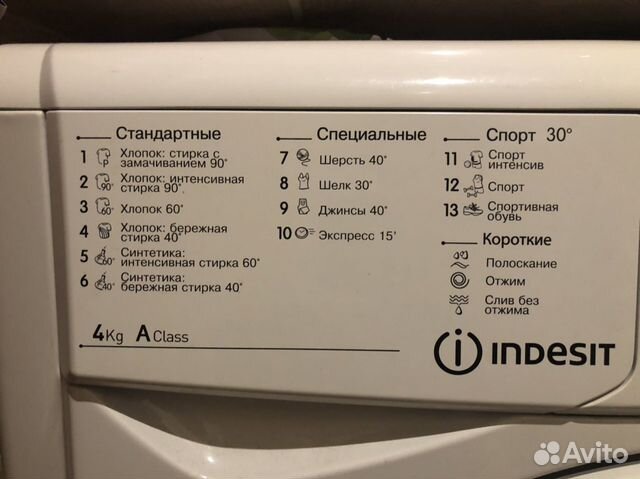 Стандартные
1 Хлопок: стирка с
замачиванием 90°
2 Хлопок: интенсивная
стирка 90°
3 Хлопок 60°
4 Хлопок: бережная
стирка 40°
5 Синтетика:
интенсивная стирка 60°
6 Синтетика:
бережная стирка 40°
4Kg A Class
Специальные
7 Шерсть 40°
8 Шелк 30°
9 Джинсы 40°
10 Экспресс 15'
Спорт 30°
11 Спорт
интенсив
12 Спорт
13 Спортивная
обувь
Короткие
Полоскание
Отжим
Слив без
отжима
INDESIT
Avito